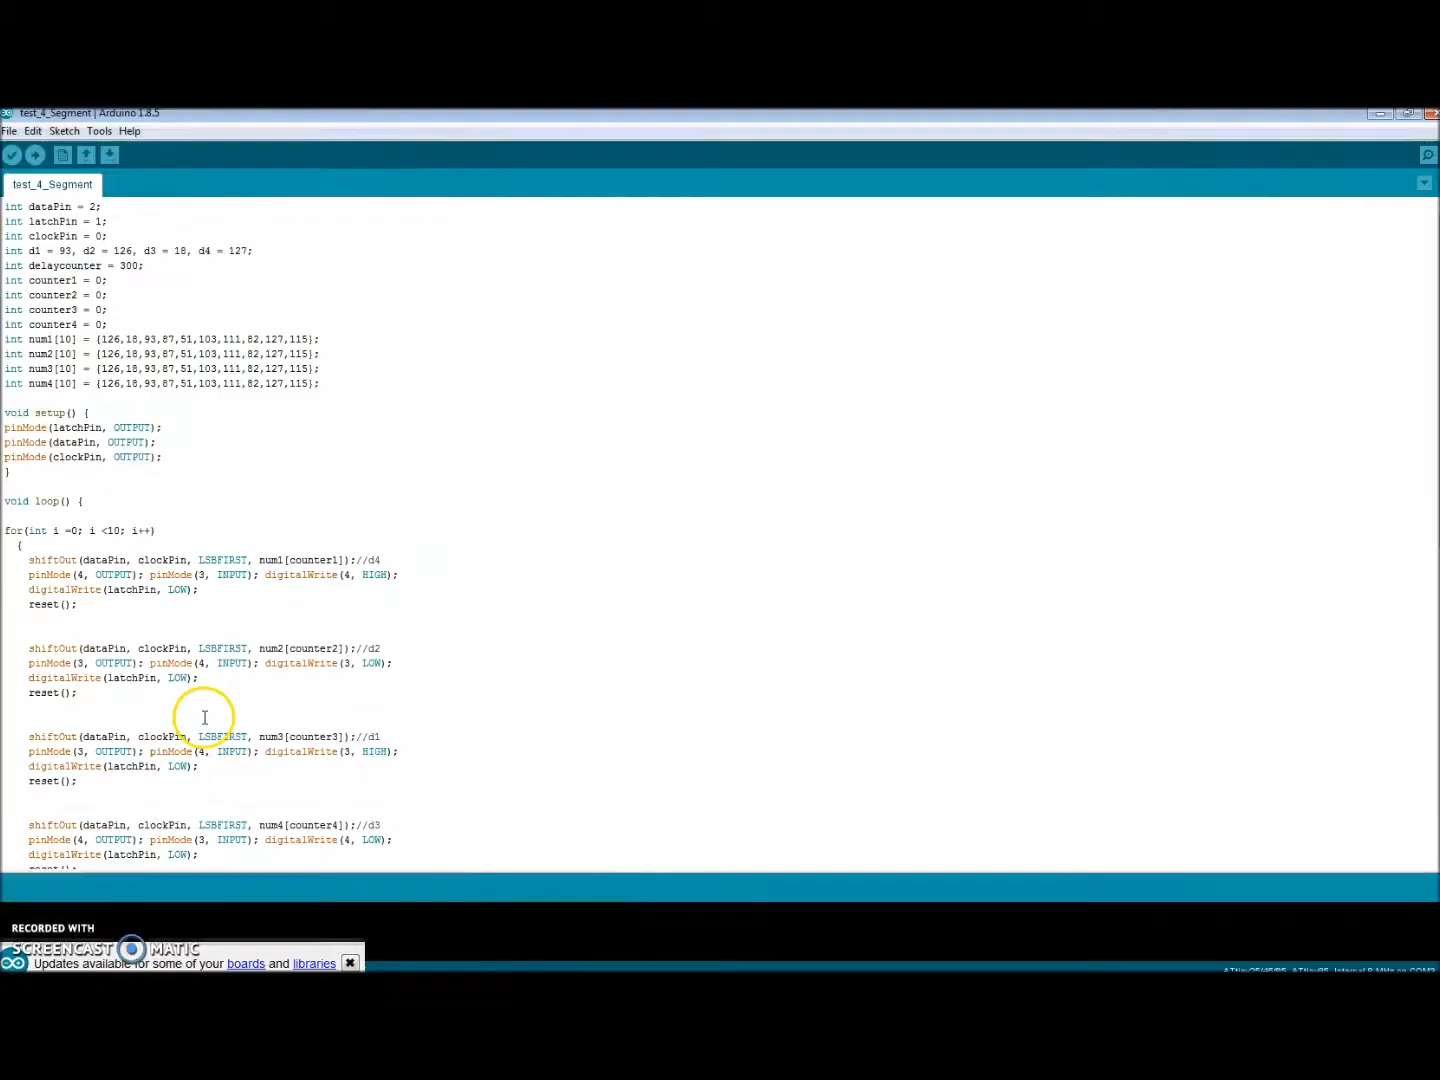 test_4_Segment | Arduino 1.8.5
File Edit Sketch Tools Help
test_4_Segment
int dataPin = 2;
int latchPin = 1;
int clockPin = 0;
int d1 = 93, d2 = 126, d3 = 18, d4 = 127;
int delaycounter = 300;
int counter1 = 0;
int counter2 = 0;
int counter3 = 0;
int counter4 = 0;
int num1[10] = {126,18,93,87,51,103,111,82,127,115};
int num2[10] = {126,18,93,87,51,103,111,82,127,115};
int num3[10] = {126,18,93,87,51,103,111,82,127,115};
int num4[10] = {126,18,93,87,51,103,111,82,127,115};
void setup() {
pinMode(latchPin, OUTPUT);
pinMode(dataPin, OUTPUT);
pinMode(clockPin, OUTPUT);
}
void loop() {
for(int i =0; i <10; i++)
{
shiftOut(dataPin, clockPin, LSBFIRST, num1[counter1]);//d4
pinMode(4, OUTPUT); pinMode(3, INPUT); digitalWrite(4, HIGH);
digitalWrite(latchPin, LOW);
reset();
shiftOut(dataPin, clockPin, LSBFIRST, num2[counter2]);//d2
pinMode(3, OUTPUT); pinMode(4, INPUT); digitalWrite(3, LOW);
digitalWrite(latchPin, LOW);
reset();
shiftOut(dataPin, clockPin, LSBFIRST, num3[counter3]);//d1
pinMode(3, OUTPUT); pinMode(4, INPUT); digitalWrite(3, HIGH);
digitalWrite(latchPin, LOW);
reset();
shiftOut(dataPin, clockPin, LSBFIRST, num4[counter4]);//d3
pinMode(4, OUTPUT); pinMode(3, INPUT); digitalWrite(4, LOW);
digitalWrite(latchPin, LOW);
RECORDED WITH
SCREENCAST MATIC
Updates available for some of your boards and libraries